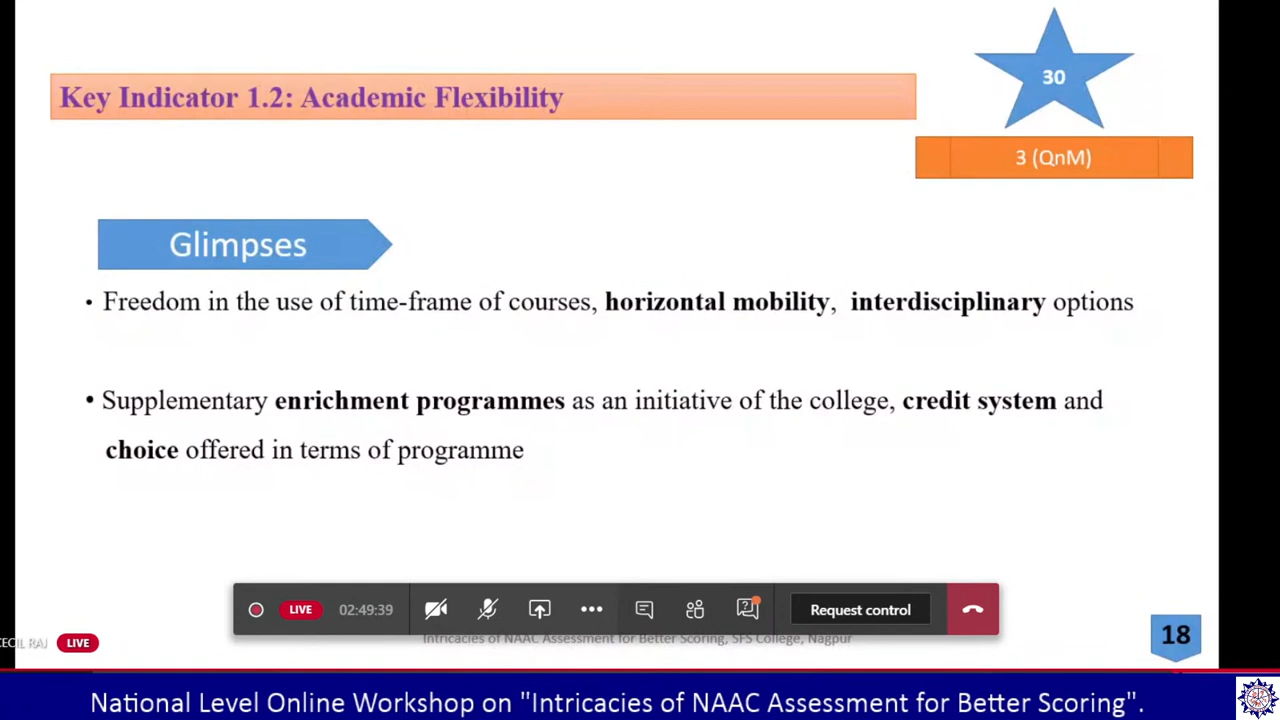 30
Key Indicator 1.2: Academic Flexibility
3 (QnM)
Glimpses
• Freedom in the use of time-frame of courses, horizontal mobility, interdisciplinary options
• Supplementary enrichment programmes as an initiative of the college, credit system and
choice offered in terms of programme
LIVE 02:49:39 Request control
Intricacies of NAAC Assessment for Better Scoring, SFS College, Nagpur
CECIL RAJ LIVE
18
National Level Online Workshop on "Intricacies of NAAC Assessment for Better Scoring".